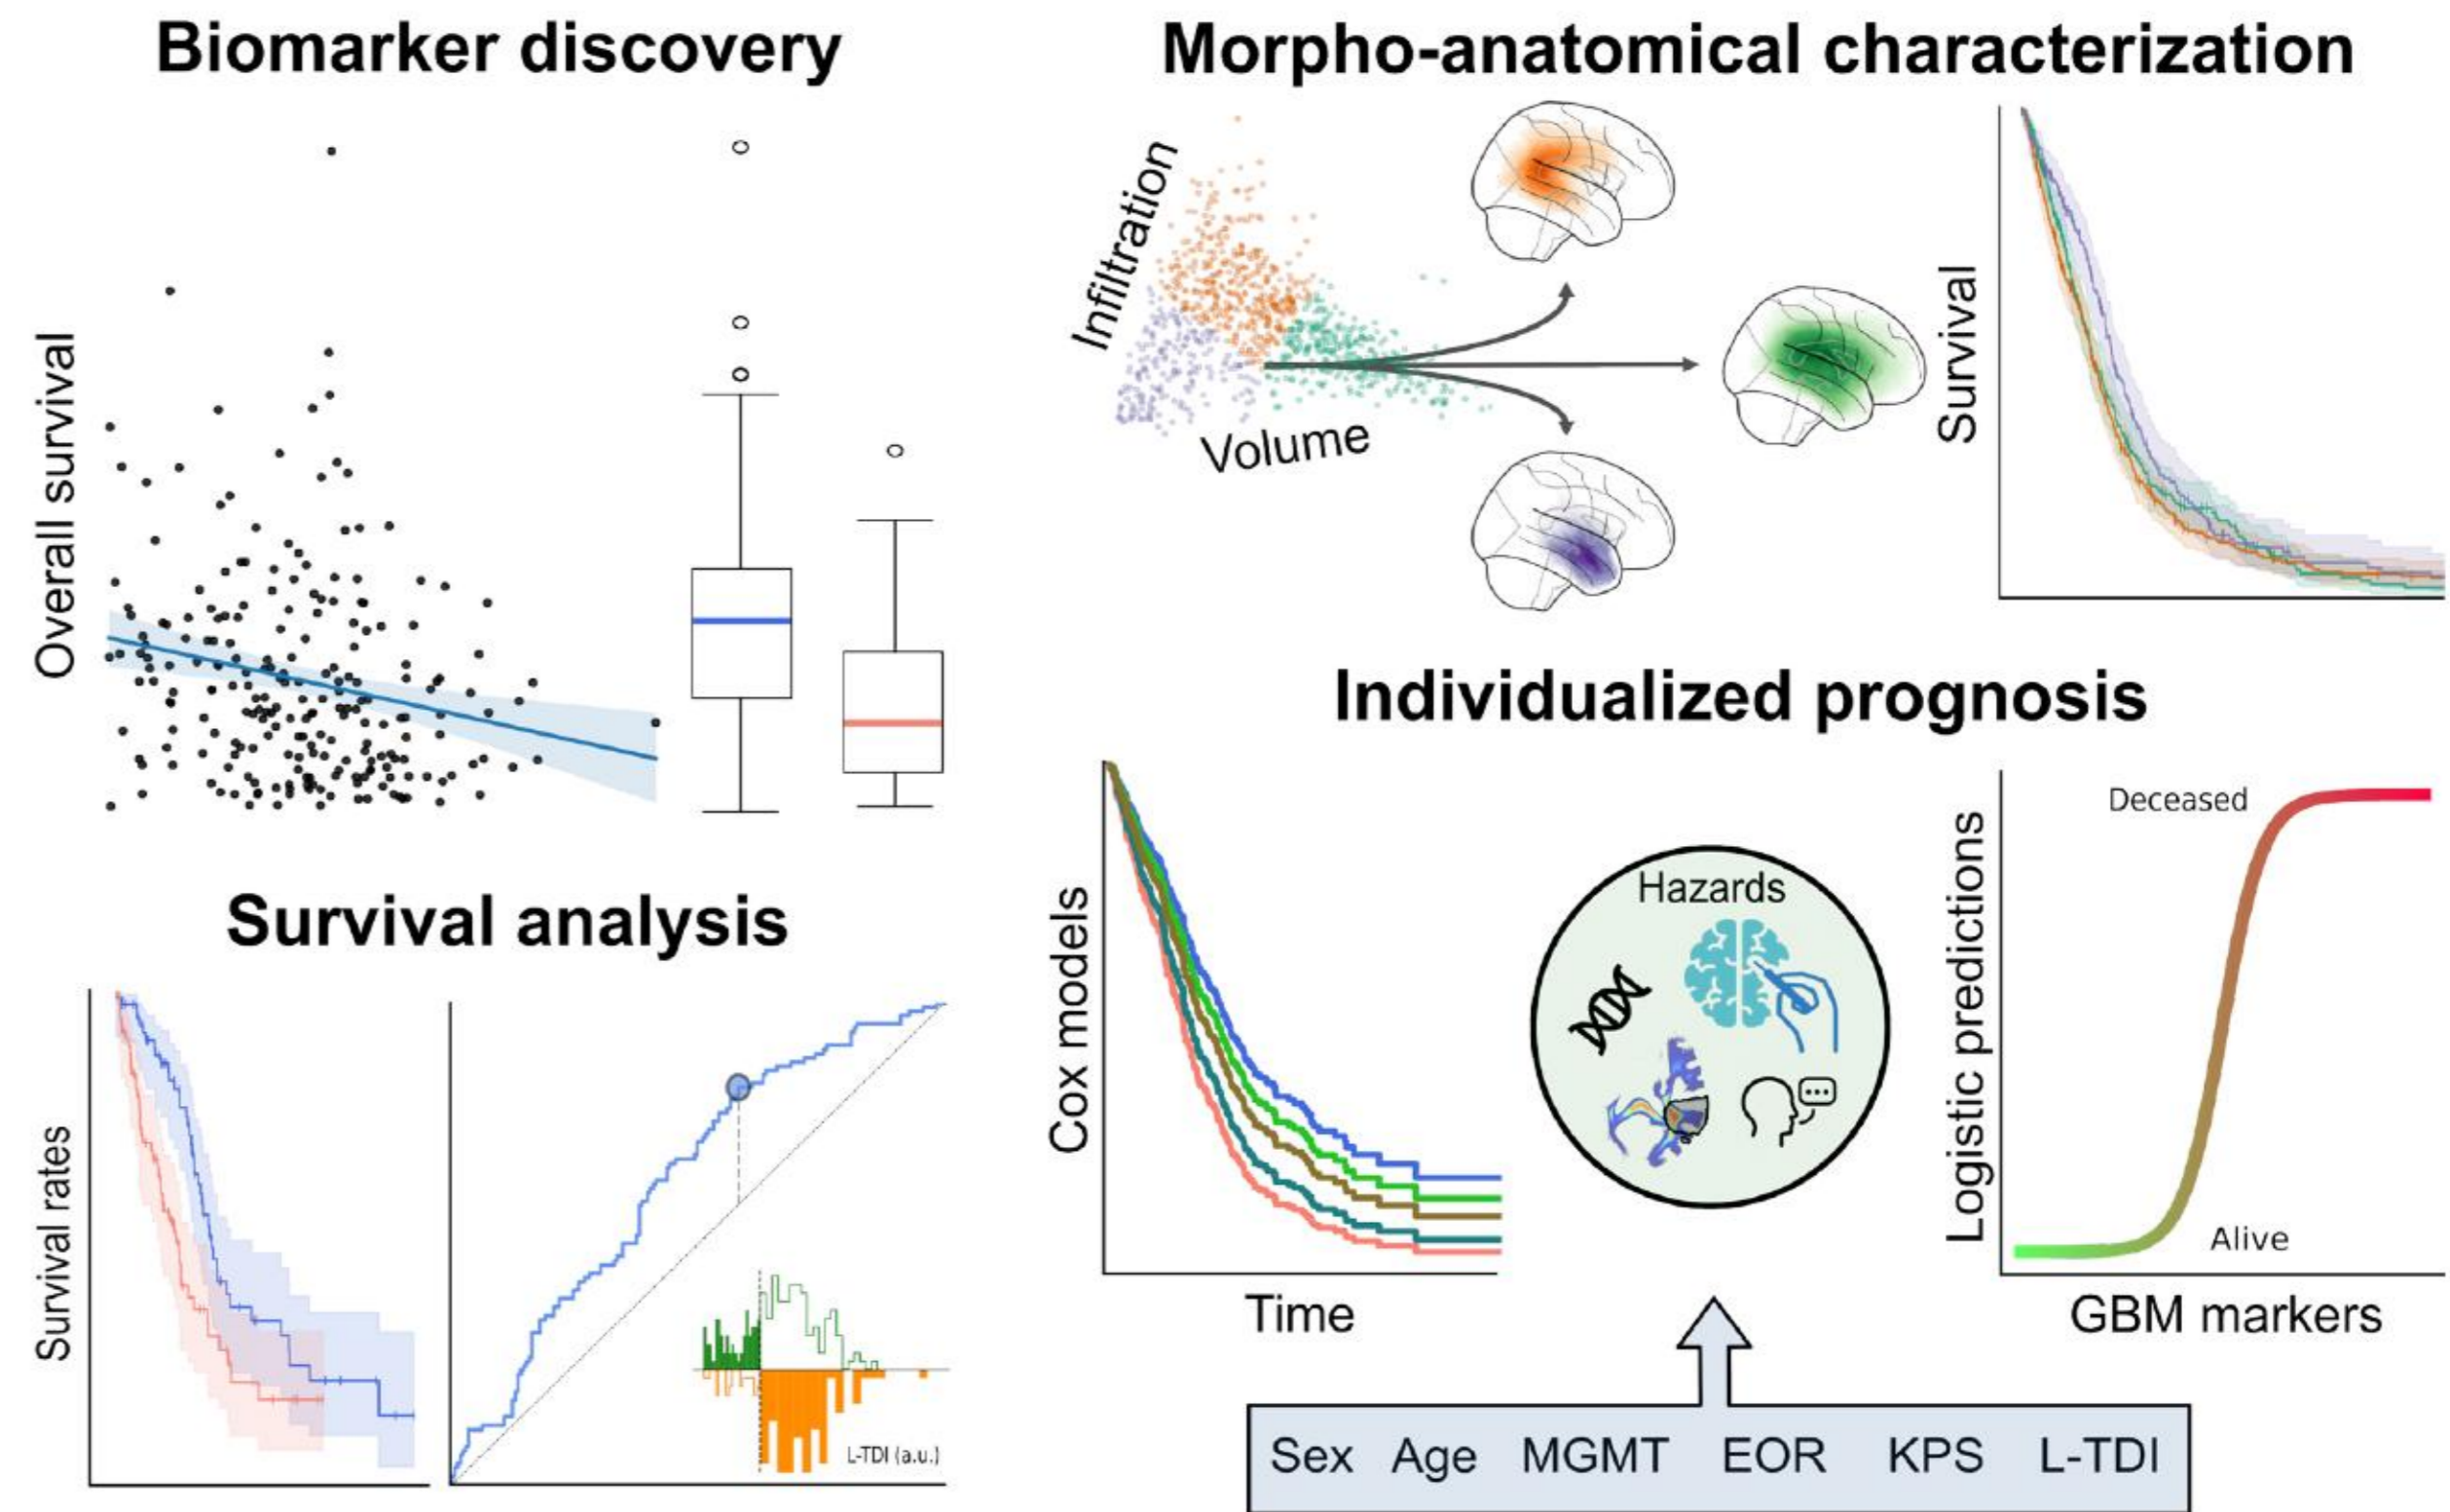 Biomarker discovery
Overall survival
Survival analysis
Survival rates
L-TDI (a.u.)
Morpho-anatomical characterization
Infiltration
Volume
Survival
Individualized prognosis
Cox models
Time
Hazards
Logistic predictions
Deceased
Alive
GBM markers
Sex Age MGMT EOR KPS L-TDI